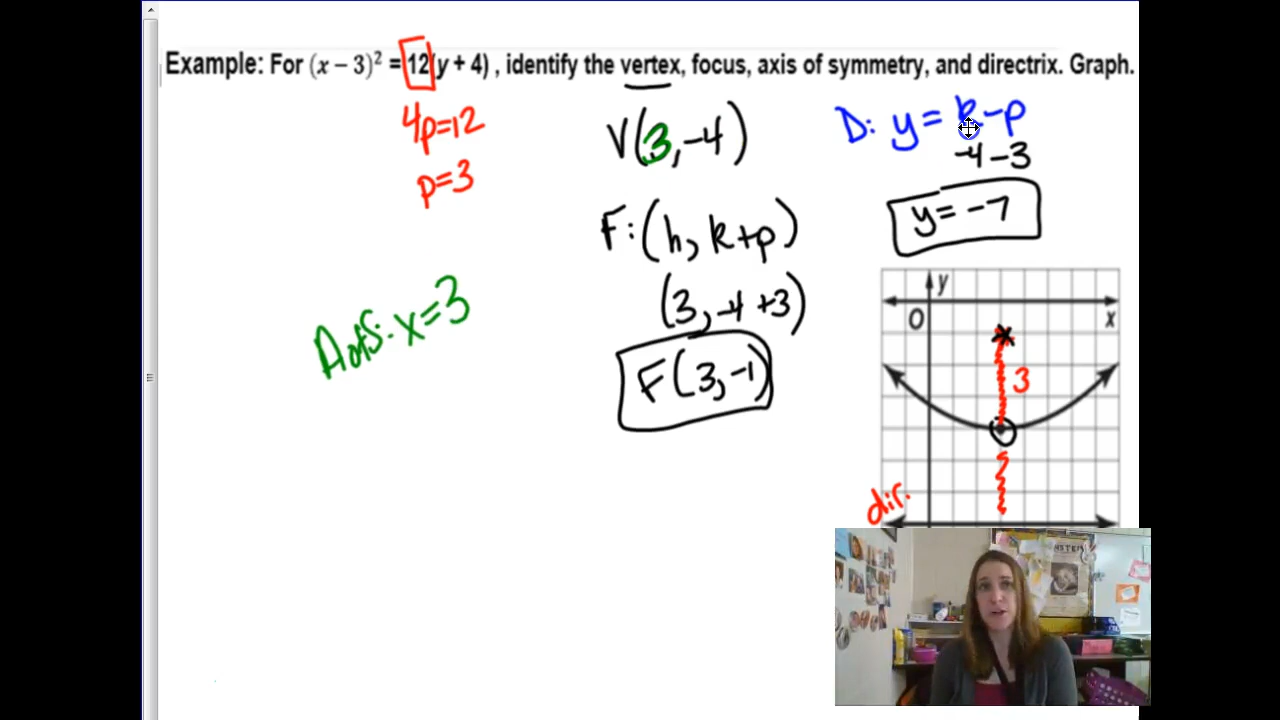 Example: For (x − 3)² = 12(y + 4) , identify the vertex, focus, axis of symmetry, and directrix. Graph.
4p=12
p=3
AofS: x=3
V(3,-4)
F: (h, k+p)
(3, -4 +3)
F(3, -1)
D: y = k-p
-4-3
y= -7
y
O
x
3
dir.